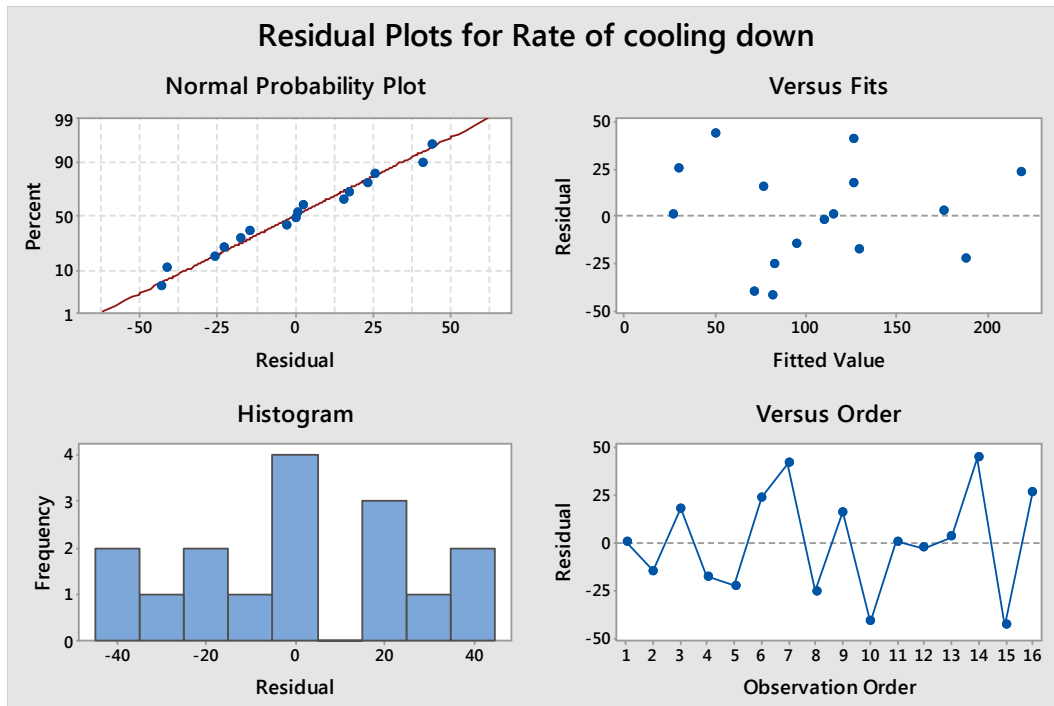 Residual Plots for Rate of cooling down
Normal Probability Plot
99
90
50
10
1
Percent
-50 -25 0 25 50
Residual
Versus Fits
50
25
0
-25
-50
Residual
0 50 100 150 200
Fitted Value
Histogram
4
3
2
1
0
Frequency
-40 -20 0 20 40
Residual
Versus Order
50
25
0
-25
-50
Residual
1 2 3 4 5 6 7 8 9 10 11 12 13 14 15 16
Observation Order